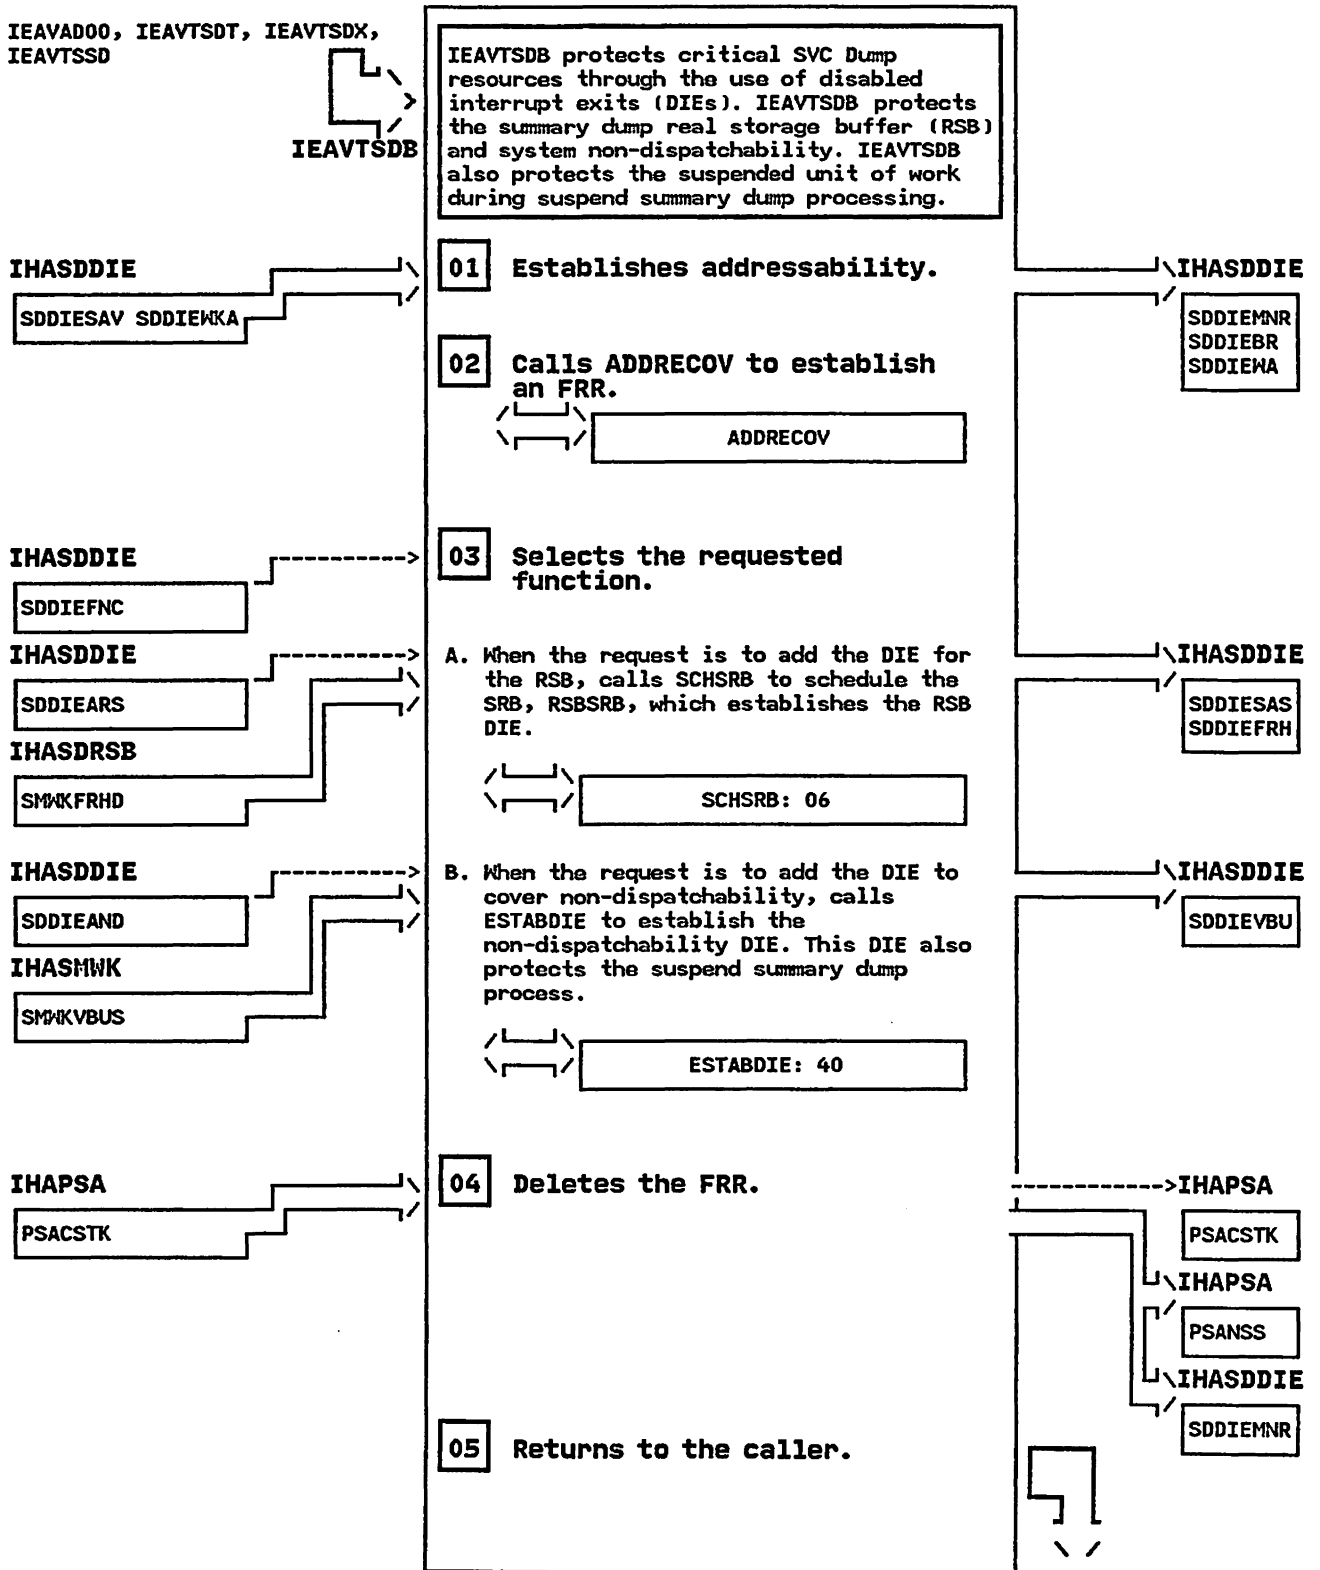 IEAVAD00, IEAVTSDT, IEAVTSDX,
IEAVTSSD
IEAVTSDB
IEAVTSDB protects critical SVC Dump
resources through the use of disabled
interrupt exits (DIEs). IEAVTSDB protects
the summary dump real storage buffer (RSB)
and system non-dispatchability. IEAVTSDB
also protects the suspended unit of work
during suspend summary dump processing.
IHASDDIE
SDDIESAV SDDIEWKA
01 Establishes addressability.
IHASDDIE
SDDIEMNR
SDDIEBR
SDDIEWA
02 Calls ADDRECOV to establish
an FRR.
ADDRECOV
IHASDDIE
SDDIEFNC
03 Selects the requested
function.
IHASDDIE
SDDIEARS
IHASDRSB
SMWKFRHD
A. When the request is to add the DIE for
the RSB, calls SCHSRB to schedule the
SRB, RSBSRB, which establishes the RSB
DIE.
SCHSRB: 06
IHASDDIE
SDDIESAS
SDDIEFRH
IHASDDIE
SDDIEAND
IHASMWK
SMWKVBUS
B. When the request is to add the DIE to
cover non-dispatchability, calls
ESTABDIE to establish the
non-dispatchability DIE. This DIE also
protects the suspend summary dump
process.
ESTABDIE: 40
IHASDDIE
SDDIEVBU
IHAPSA
PSACSTK
04 Deletes the FRR.
IHAPSA
PSACSTK
IHAPSA
PSANSS
IHASDDIE
SDDIEMNR
05 Returns to the caller.